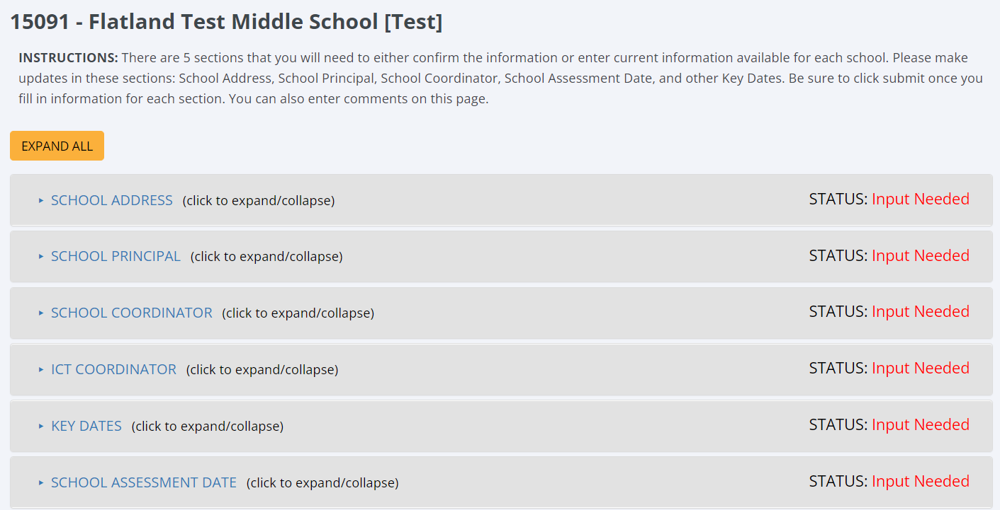 15091 - Flatland Test Middle School [Test]
INSTRUCTIONS: There are 5 sections that you will need to either confirm the information or enter current information available for each school. Please make
updates in these sections: School Address, School Principal, School Coordinator, School Assessment Date, and other Key Dates. Be sure to click submit once you
fill in information for each section. You can also enter comments on this page.
EXPAND ALL
SCHOOL ADDRESS (click to expand/collapse) STATUS: Input Needed
SCHOOL PRINCIPAL (click to expand/collapse) STATUS: Input Needed
SCHOOL COORDINATOR (click to expand/collapse) STATUS: Input Needed
ICT COORDINATOR (click to expand/collapse) STATUS: Input Needed
KEY DATES (click to expand/collapse) STATUS: Input Needed
SCHOOL ASSESSMENT DATE (click to expand/collapse) STATUS: Input Needed